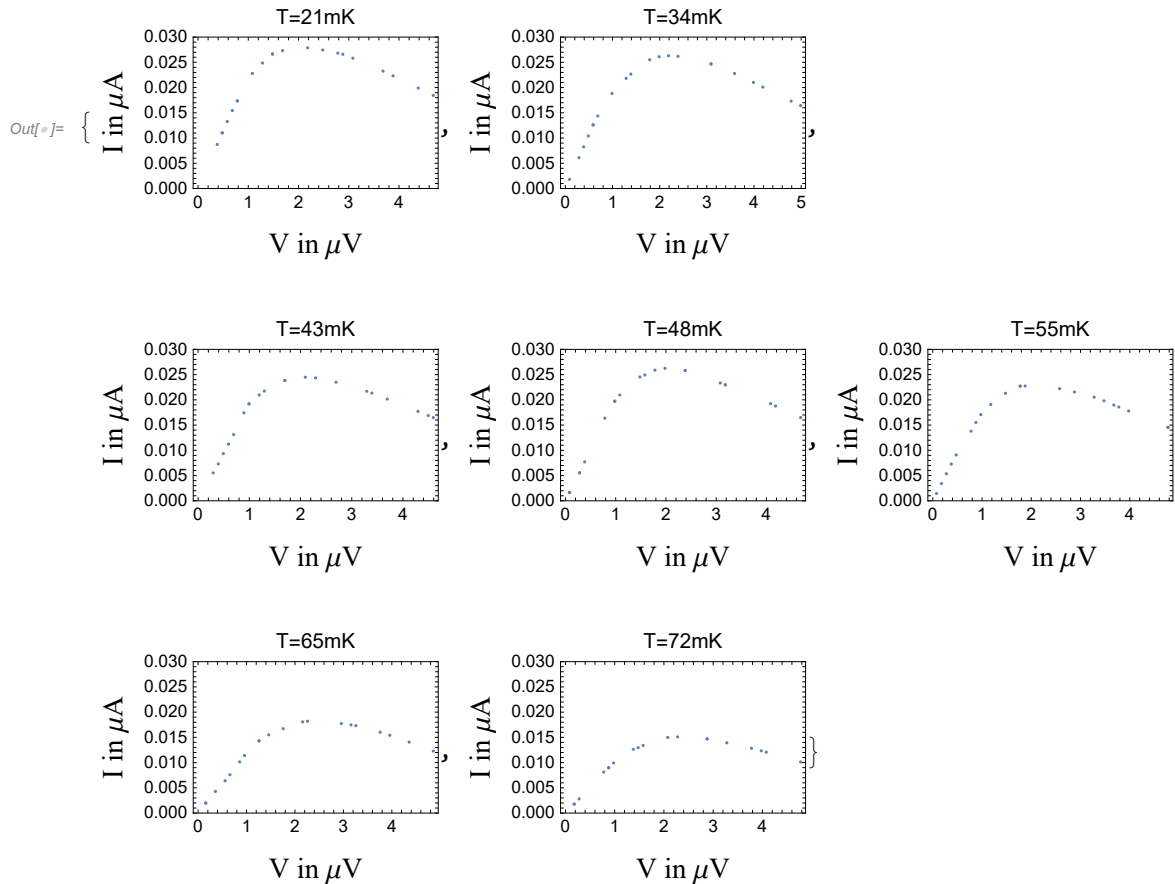 T=21mK T=34mK
0.030 0.030
0.025 0.025
0.020 0.020
0.015 0.015
Out[ ]= { I in μA , I in μA ,
0.010 0.010
0.005 0.005
0.000 0.000
0 1 2 3 4 0 1 2 3 4 5
V in μV V in μV
T=43mK T=48mK T=55mK
0.030 0.030 0.030
0.025 0.025 0.025
0.020 0.020 0.020
0.015 0.015 0.015
I in μA , I in μA , I in μA
0.010 0.010 0.010
0.005 0.005 0.005
0.000 0.000 0.000
0 1 2 3 4 0 1 2 3 4 0 1 2 3 4
V in μV V in μV V in μV
T=65mK T=72mK
0.030 0.030
0.025 0.025
0.020 0.020
0.015 0.015
I in μA , I in μA }
0.010 0.010
0.005 0.005
0.000 0.000
0 1 2 3 4 0 1 2 3 4
V in μV V in μV